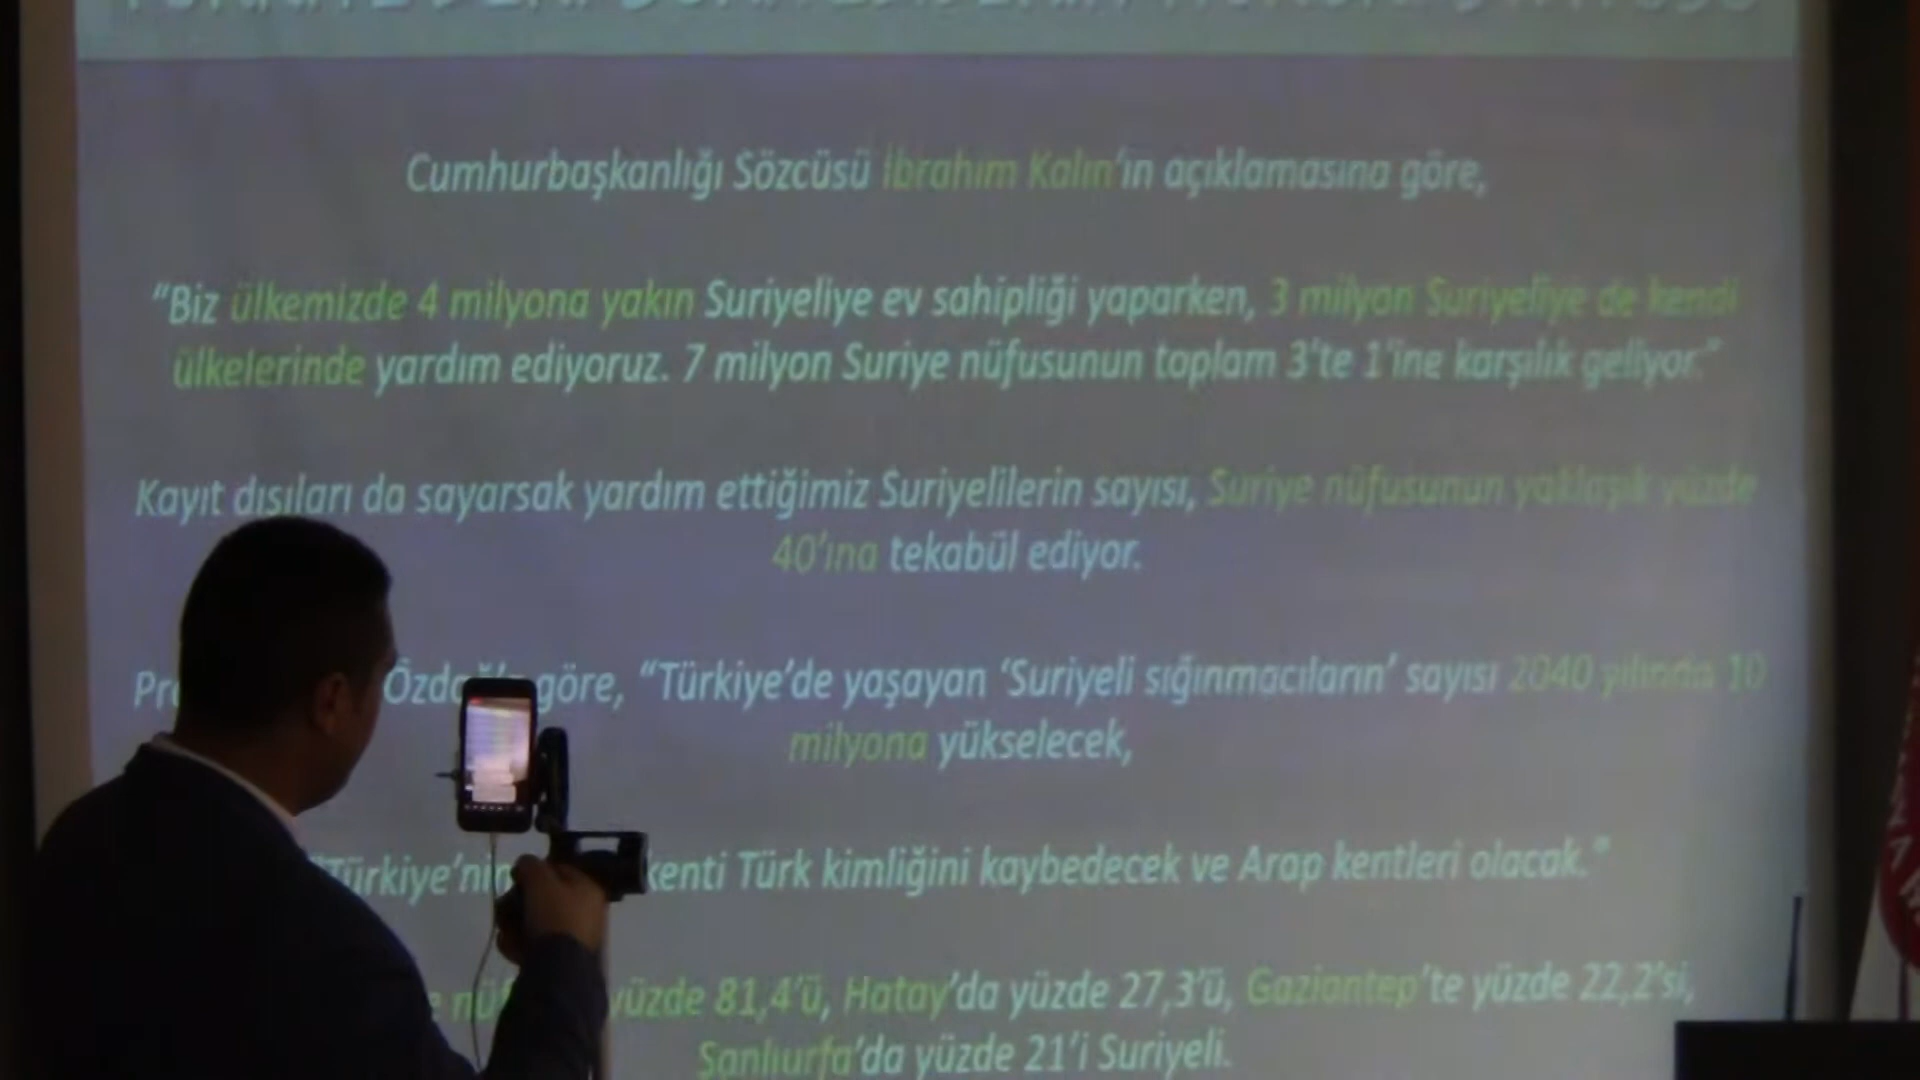 Cumhurbaşkanlığı Sözcüsü İbrahim Kalın'ın açıklamasına göre,
"Biz ülkemizde 4 milyona yakın Suriyeliye ev sahipliği yaparken, 3 milyon Suriyeliye de kendi
ülkelerinde yardım ediyoruz. 7 milyon Suriye nüfusunun toplam 3'te 1'ine karşılık geliyor."
Kayıt dışıları da sayarsak yardım ettiğimiz Suriyelilerin sayısı, Suriye nüfusunun yaklaşık yüzde
40'ına tekabül ediyor.
göre, "Türkiye'de yaşayan 'Suriyeli sığınmacıların' sayısı 2040 yılında 10
milyona yükselecek,
kenti Türk kimliğini kaybedecek ve Arap kentleri olacak."
yüzde 81,4'ü, Hatay'da yüzde 27,3'ü, Gaziantep'te yüzde 22,2'si,
Şanlıurfa'da yüzde 21'i Suriyeli.